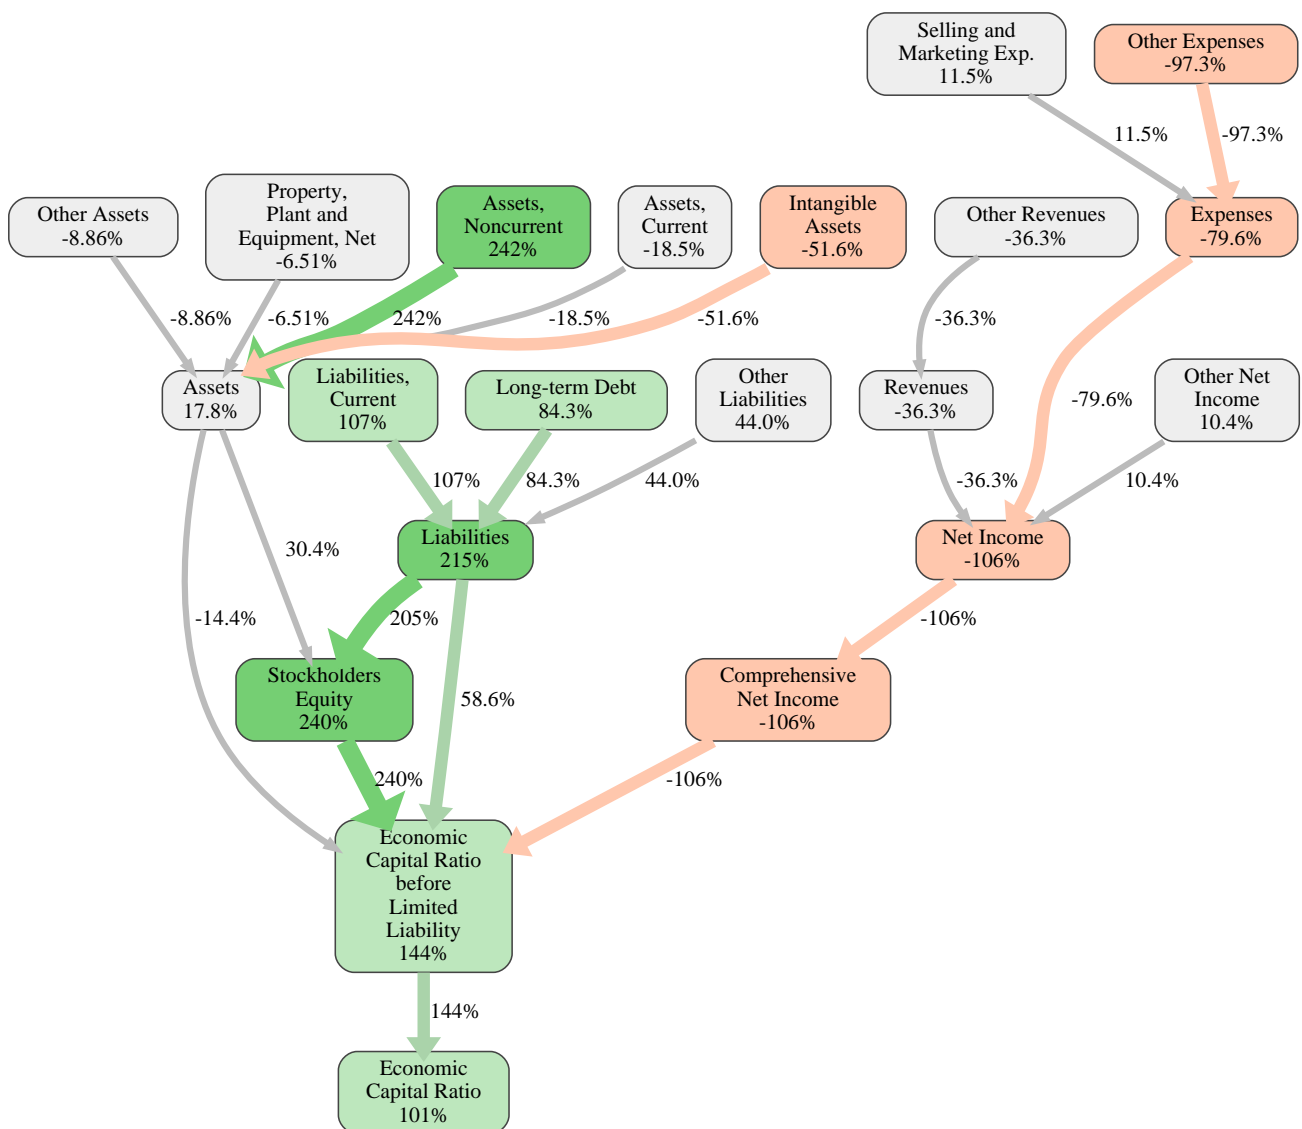 Selling and
Marketing Exp.
11.5%
Other Expenses
-97.3%
11.5%
-97.3%
Other Assets
-8.86%
Property,
Plant and
Equipment, Net
-6.51%
Assets,
Noncurrent
242%
Assets,
Current
-18.5%
Intangible
Assets
-51.6%
Other Revenues
-36.3%
Expenses
-79.6%
-8.86%
-6.51%
242%
-18.5%
-51.6%
-36.3%
-79.6%
Assets
17.8%
Liabilities,
Current
107%
Long-term Debt
84.3%
Other
Liabilities
44.0%
Revenues
-36.3%
Other Net
Income
10.4%
107%
84.3%
44.0%
-36.3%
10.4%
30.4%
Liabilities
215%
Net Income
-106%
-14.4%
205%
-106%
Stockholders
Equity
240%
58.6%
Comprehensive
Net Income
-106%
240%
-106%
Economic
Capital Ratio
before
Limited
Liability
144%
144%
Economic
Capital Ratio
101%